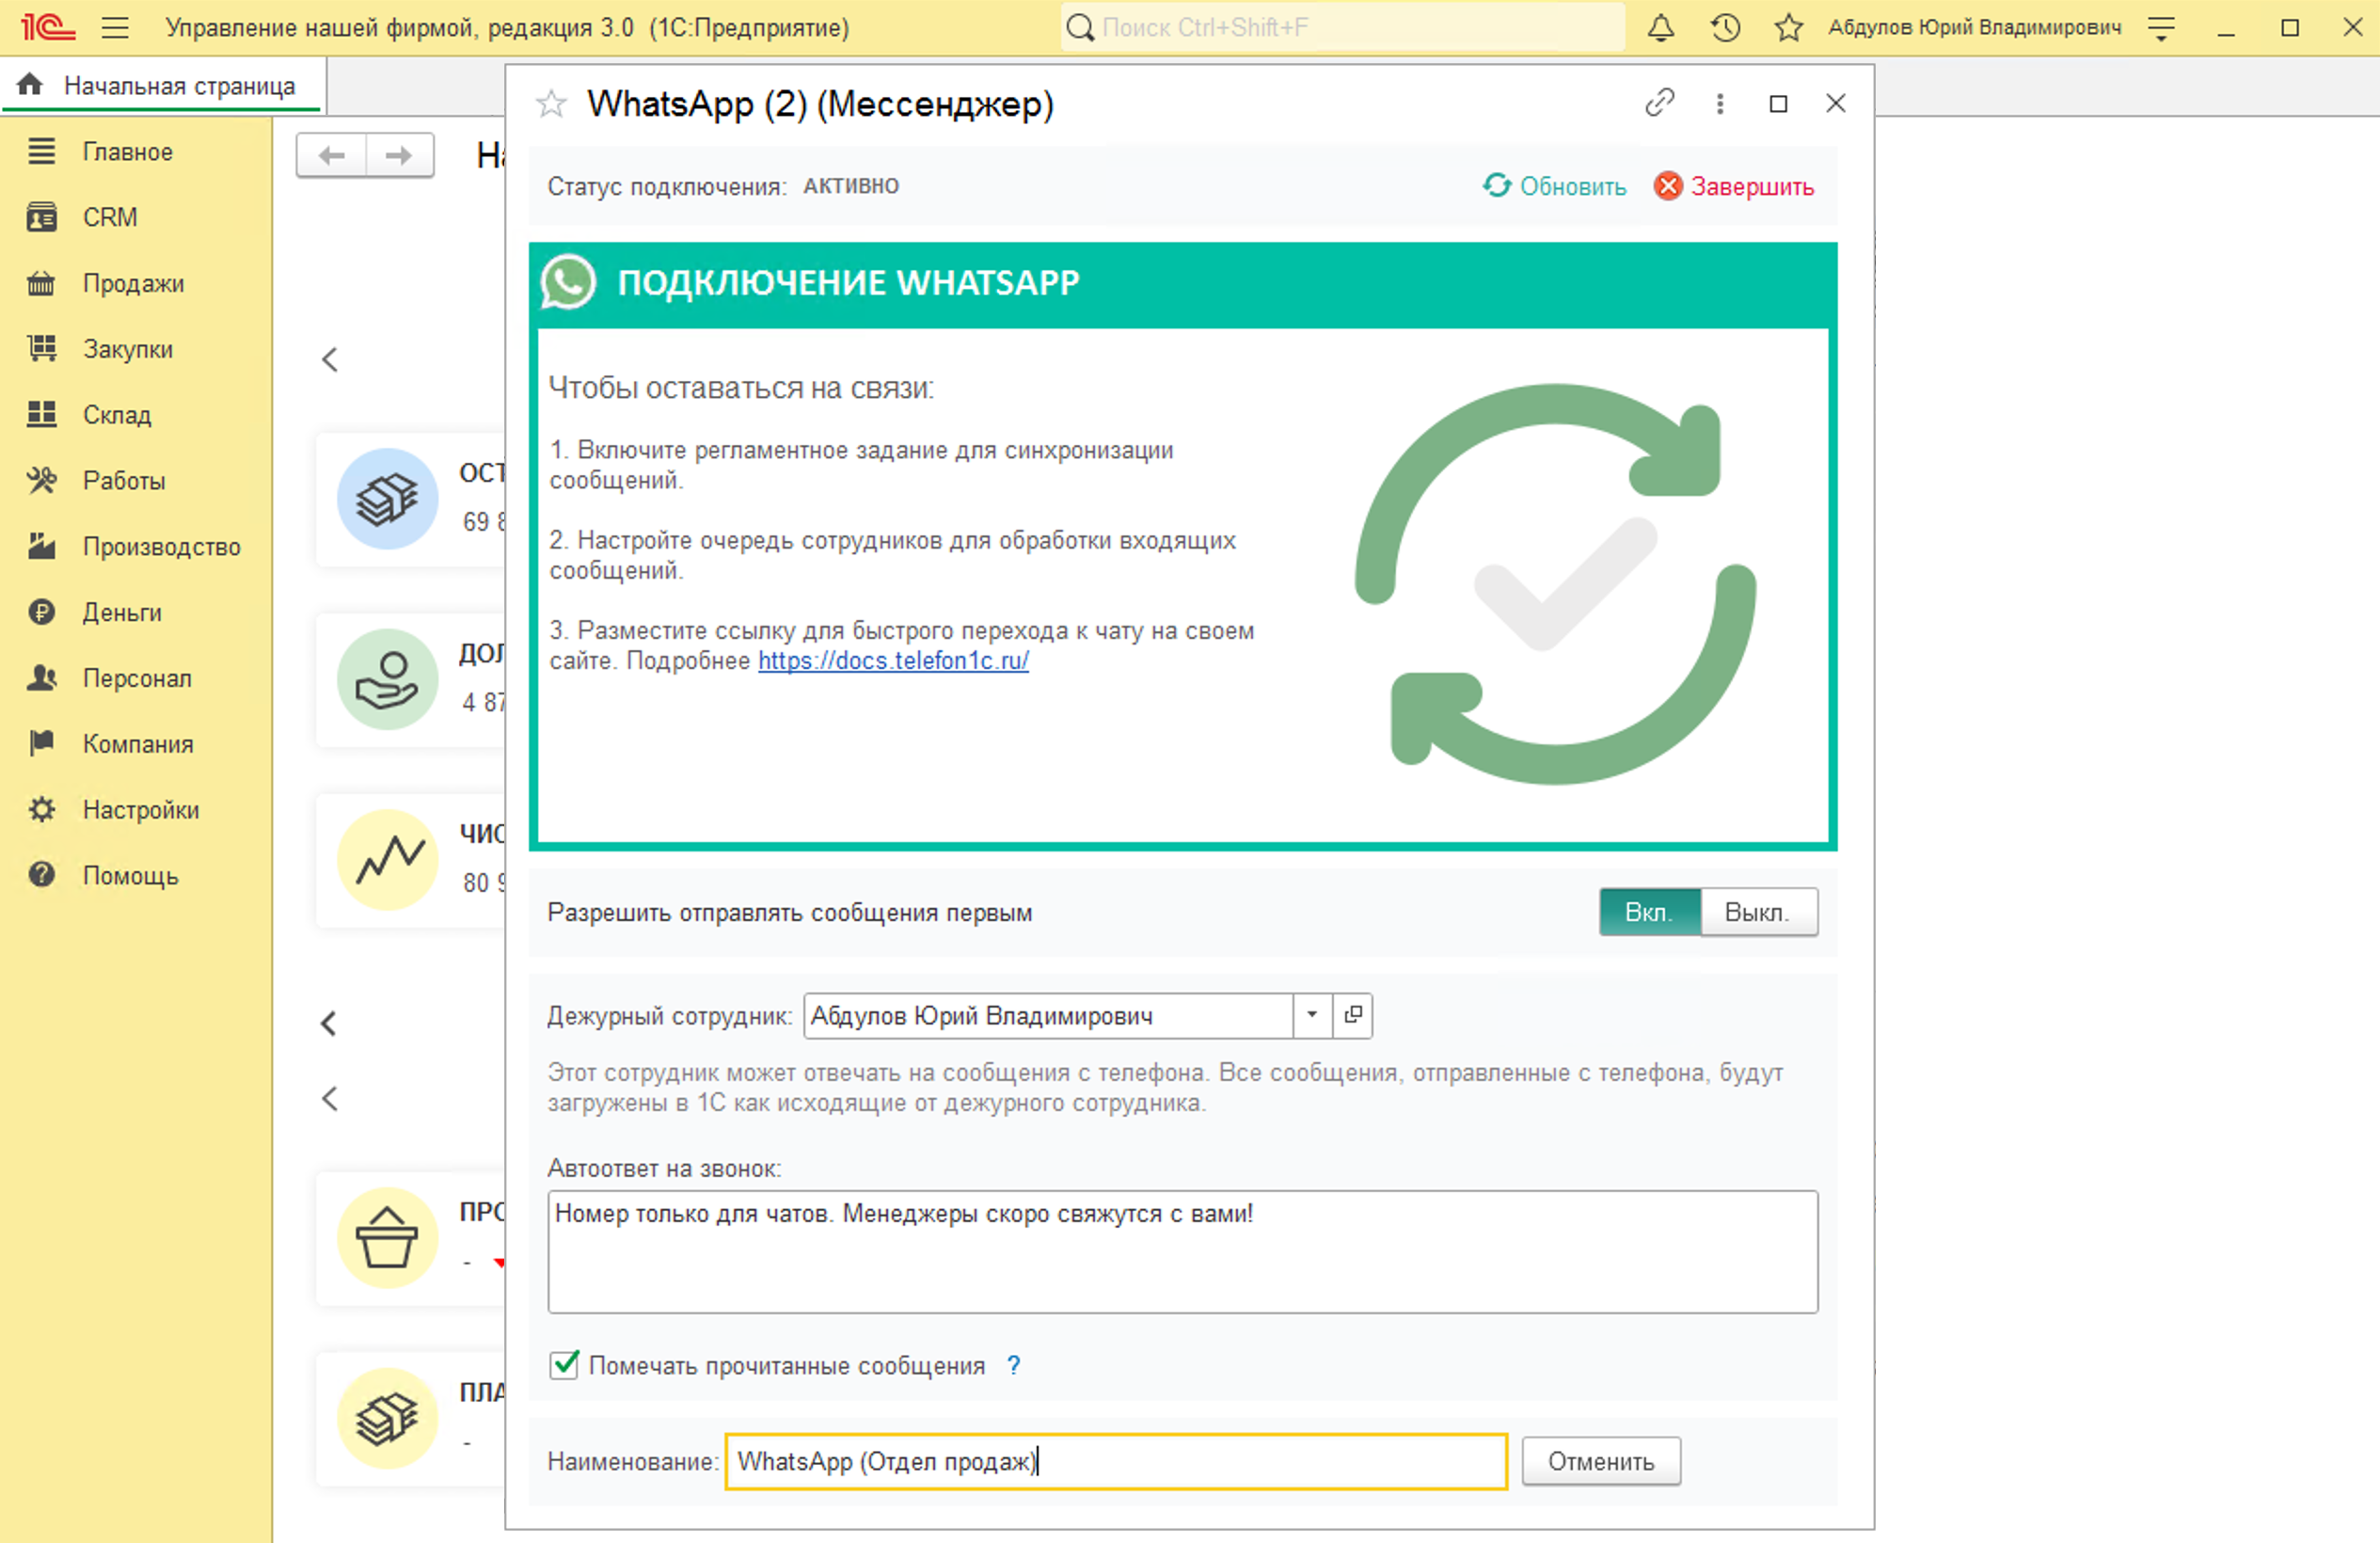 1С Управление нашей фирмой, редакция 3.0 (1С:Предприятие) Поиск Ctrl+Shift+F Абдулов Юрий Владимирович
Начальная страница
Главное
CRM
Продажи
Закупки
Склад
Работы
Производство
Деньги
Персонал
Компания
Настройки
Помощь
69 8
4 87
80 9
-
-
WhatsApp (2) (Мессенджер)
Статус подключения: АКТИВНО Обновить Завершить
ПОДКЛЮЧЕНИЕ WHATSAPP
Чтобы оставаться на связи:
1. Включите регламентное задание для синхронизации
сообщений.
2. Настройте очередь сотрудников для обработки входящих
сообщений.
3. Разместите ссылку для быстрого перехода к чату на своем
сайте. Подробнее https://docs.telefon1c.ru/
Разрешить отправлять сообщения первым Вкл. Выкл.
Дежурный сотрудник: Абдулов Юрий Владимирович
Этот сотрудник может отвечать на сообщения с телефона. Все сообщения, отправленные с телефона, будут
загружены в 1С как исходящие от дежурного сотрудника.
Автоответ на звонок:
Номер только для чатов. Менеджеры скоро свяжутся с вами!
Помечать прочитанные сообщения ?
Наименование: WhatsApp (Отдел продаж) Отменить